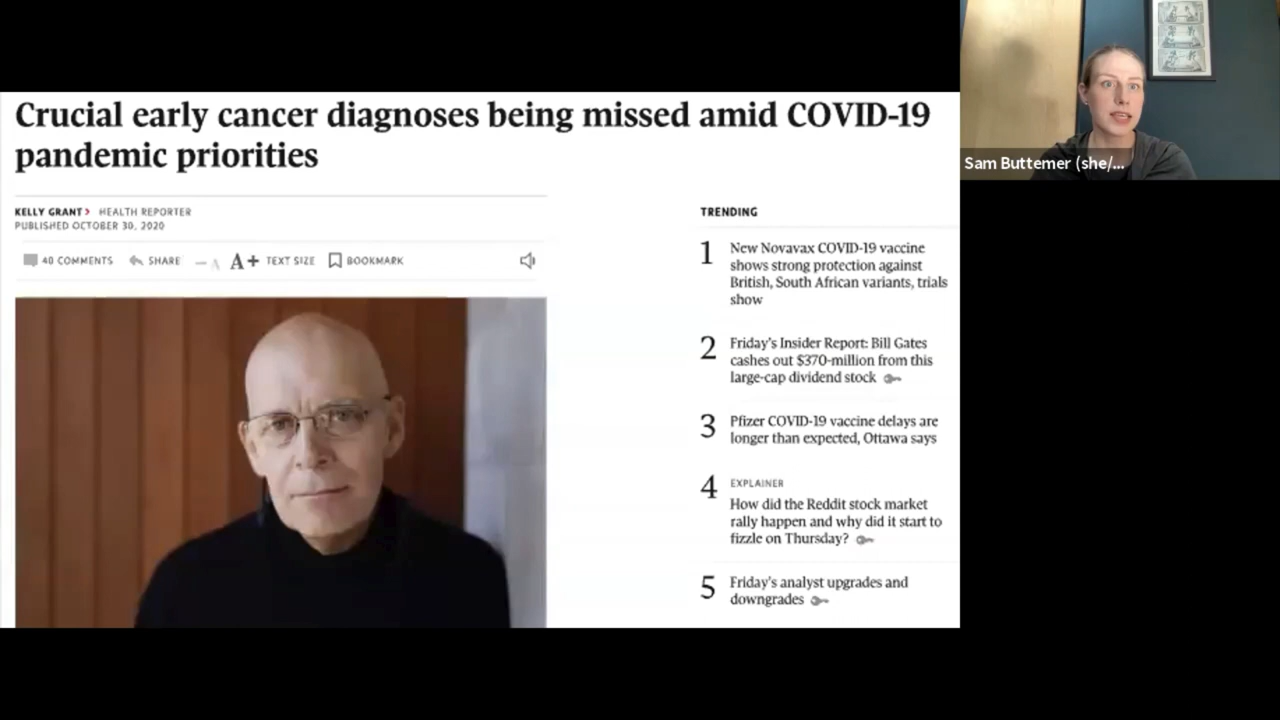 Crucial early cancer diagnoses being missed amid COVID-19
pandemic priorities
KELLY GRANT > HEALTH REPORTER
PUBLISHED OCTOBER 30, 2020
40 COMMENTS SHARE — A A+ TEXT SIZE BOOKMARK
TRENDING
1 New Novavax COVID-19 vaccine
shows strong protection against
British, South African variants, trials
show
2 Friday's Insider Report: Bill Gates
cashes out $370-million from this
large-cap dividend stock
3 Pfizer COVID-19 vaccine delays are
longer than expected, Ottawa says
4 EXPLAINER
How did the Reddit stock market
rally happen and why did it start to
fizzle on Thursday?
5 Friday's analyst upgrades and
downgrades
Sam Buttemer (she/...